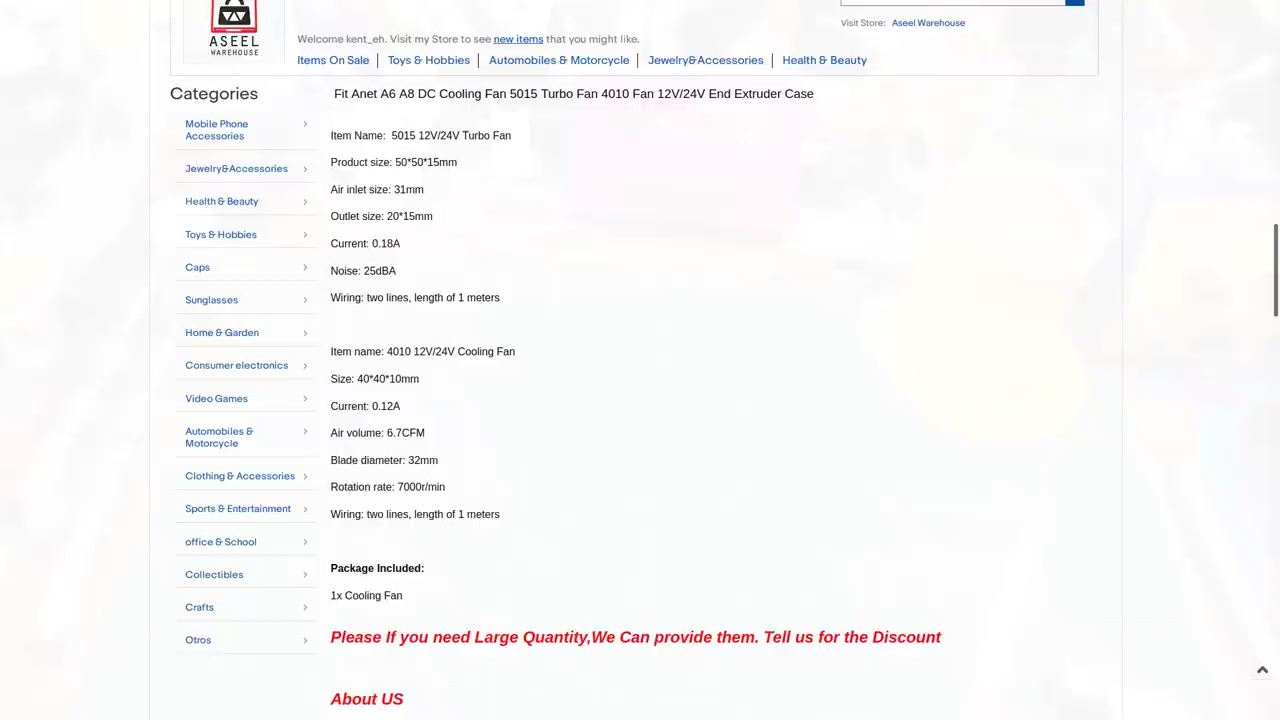 ASEEL
WAREHOUSE
Visit Store: Aseel Warehouse
Welcome kent_eh. Visit my Store to see new items that you might like.
Items On Sale
Toys & Hobbies
Automobiles & Motorcycle
Jewelry&Accessories
Health & Beauty
Categories
Mobile Phone
Accessories
Jewelry&Accessories
Health & Beauty
Toys & Hobbies
Caps
Sunglasses
Home & Garden
Consumer electronics
Video Games
Automobiles &
Motorcycle
Clothing & Accessories
Sports & Entertainment
office & School
Collectibles
Crafts
Otros
Fit Anet A6 A8 DC Cooling Fan 5015 Turbo Fan 4010 Fan 12V/24V End Extruder Case
Item Name:  5015 12V/24V Turbo Fan
Product size: 50*50*15mm
Air inlet size: 31mm
Outlet size: 20*15mm
Current: 0.18A
Noise: 25dBA
Wiring: two lines, length of 1 meters
Item name: 4010 12V/24V Cooling Fan
Size: 40*40*10mm
Current: 0.12A
Air volume: 6.7CFM
Blade diameter: 32mm
Rotation rate: 7000r/min
Wiring: two lines, length of 1 meters
Package Included:
1x Cooling Fan
Please If you need Large Quantity,We Can provide them. Tell us for the Discount
About US